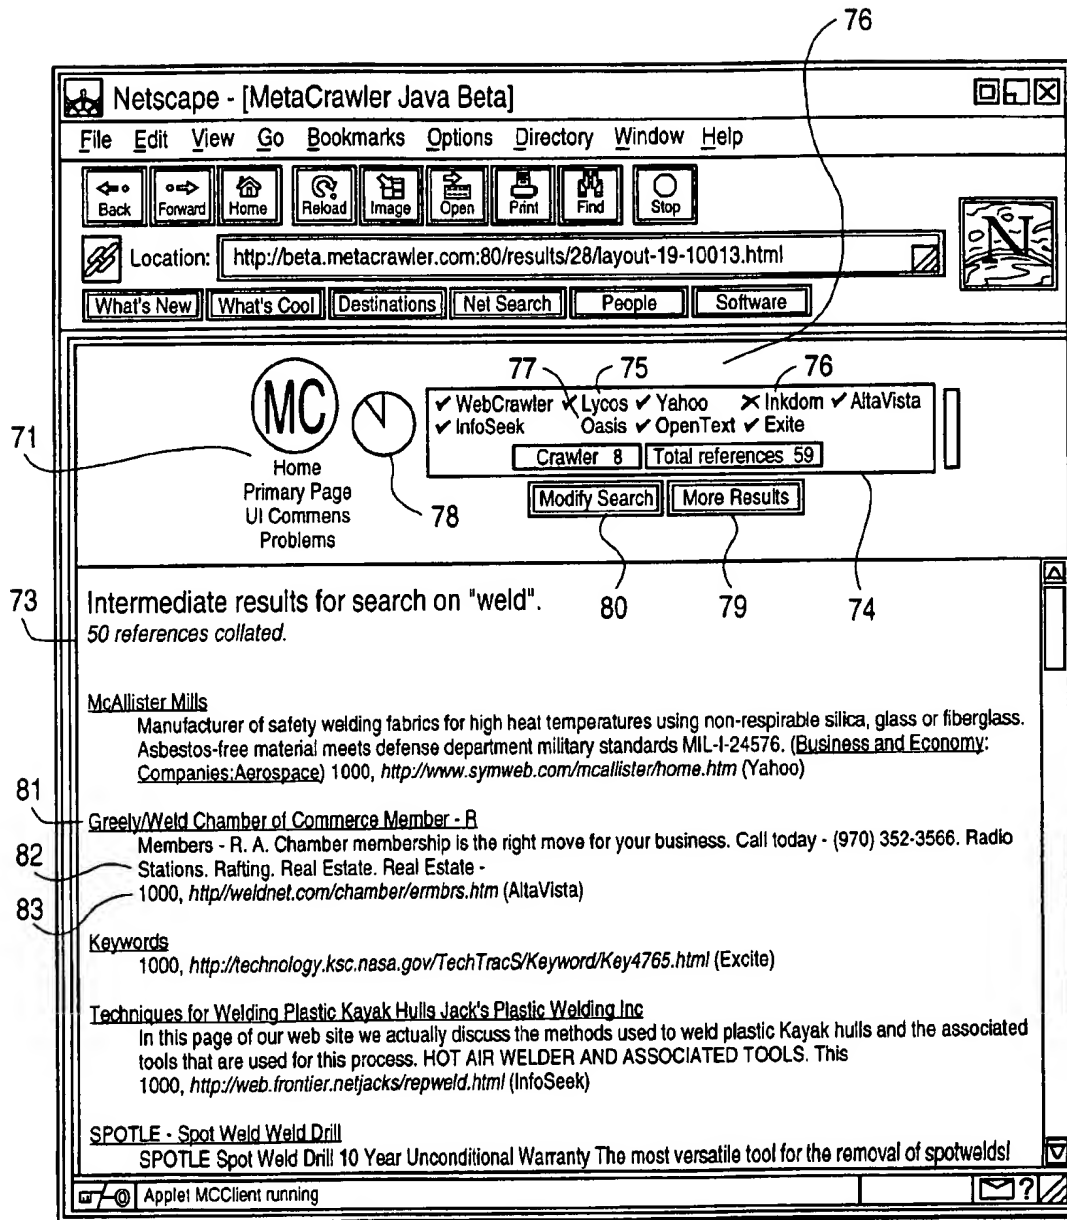 76
Netscape - [MetaCrawler Java Beta]
File Edit View Go Bookmarks Options Directory Window Help
Back Forward Home Reload Image Open Print Find Stop
N
Location: http://beta.metacrawler.com:80/results/28/layout-19-10013.html
What's New What's Cool Destinations Net Search People Software
77 75 76
MC
✔ WebCrawler ✔ Lycos ✔ Yahoo ✕ Inkdom ✔ AltaVista
✔ InfoSeek Oasis ✔ OpenText ✔ Exite
Crawler 8 Total references 59
71
Home
Primary Page
UI Commens
Problems
78
Modify Search More Results
80 79 74
73
Intermediate results for search on "weld".
50 references collated.
McAllister Mills
Manufacturer of safety welding fabrics for high heat temperatures using non-respirable silica, glass or fiberglass.
Asbestos-free material meets defense department military standards MIL-I-24576. (Business and Economy:
Companies:Aerospace) 1000, http://www.symweb.com/mcallister/home.htm (Yahoo)
81
Greely/Weld Chamber of Commerce Member - R
Members - R. A. Chamber membership is the right move for your business. Call today - (970) 352-3566. Radio
82
Stations. Rafting. Real Estate. Real Estate -
83
1000, http//weldnet.com/chamber/ermbrs.htm (AltaVista)
Keywords
1000, http://technology.ksc.nasa.gov/TechTracS/Keyword/Key4765.html (Excite)
Techniques for Welding Plastic Kayak Hulls Jack's Plastic Welding Inc
In this page of our web site we actually discuss the methods used to weld plastic Kayak hulls and the associated
tools that are used for this process. HOT AIR WELDER AND ASSOCIATED TOOLS. This
1000, http://web.frontier.netjacks/repweld.html (InfoSeek)
SPOTLE - Spot Weld Weld Drill
SPOTLE Spot Weld Drill 10 Year Unconditional Warranty The most versatile tool for the removal of spotwelds!
Applet MCClient running
?